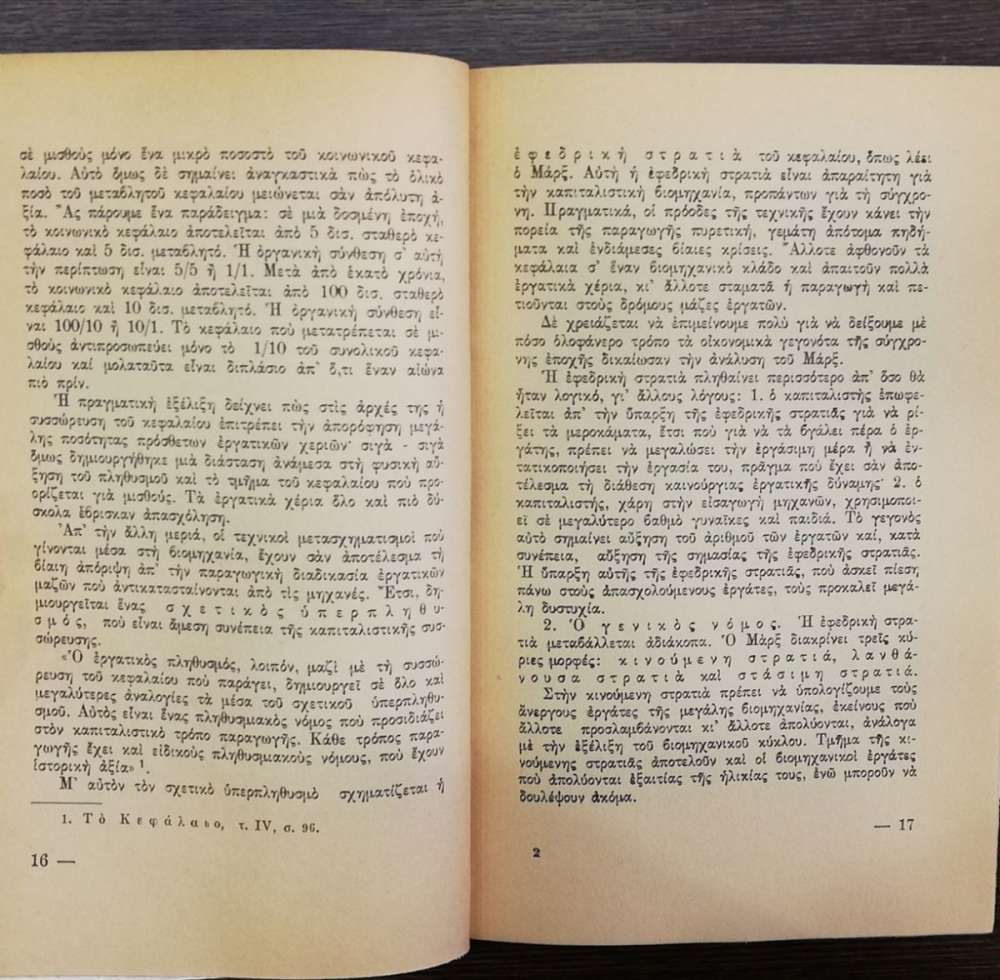 σὲ μισθοὺς μόνο ἕνα μικρὸ ποσοστὸ τοῦ κοινωνικοῦ κεφα-
λαίου. Αὐτὸ ὅμως δὲ σημαίνει ἀναγκαστικὰ πὼς τὸ ὁλικὸ
ποσὸ τοῦ μεταβλητοῦ κεφαλαίου μειώνεται σὰν ἀπόλυτη ἀ-
ξία. Ἂς πάρουμε ἕνα παράδειγμα: σὲ μιὰ δοσμένη ἐποχή,
τὸ κοινωνικὸ κεφάλαιο ἀποτελεῖται ἀπὸ 5 δισ. σταθερὸ κε-
φάλαιο καὶ 5 δισ. μεταβλητό. Ἡ ὀργανικὴ σύνθεση σ' αὐτὴ
τὴν περίπτωση εἶναι 5/5 ἢ 1/1. Μετὰ ἀπὸ ἑκατὸ χρόνια,
τὸ κοινωνικὸ κεφάλαιο ἀποτελεῖται ἀπὸ 100 δισ. σταθερὸ
κεφάλαιο καὶ 10 δισ. μεταβλητό. Ἡ ὀργανικὴ σύνθεση εἶ-
ναι 100/10 ἢ 10/1. Τὸ κεφάλαιο ποὺ μετατρέπεται σὲ μι-
σθοὺς ἀντιπροσωπεύει μόνο τὸ 1/10 τοῦ συνολικοῦ κεφα-
λαίου καί μολαταῦτα εἶναι διπλάσιο ἀπ' ὅ,τι ἕναν αἰώνα
πιὸ πρίν.
Ἡ πραγματικὴ ἐξέλιξη δείχνει πὼς στὶς ἀρχές της ἡ
συσσώρευση τοῦ κεφαλαίου ἐπιτρέπει τὴν ἀπορόφηση μεγά-
λης ποσότητας πρόσθετων ἐργατικῶν χεριῶν· σιγὰ - σιγὰ
ὅμως δημιουργήθηκε μιὰ διάσταση ἀνάμεσα στὴ φυσικὴ αὔ-
ξηση τοῦ πληθυσμοῦ καὶ τὸ τμῆμα τοῦ κεφαλαίου ποὺ προ-
ορίζεται γιὰ μισθούς. Τὰ ἐργατικὰ χέρια ὅλο καὶ πιὸ δύ-
σκολα ἔβρισκαν ἀπασχόληση.
Ἀπ' τὴν ἄλλη μεριά, οἱ τεχνικοὶ μετασχηματισμοὶ ποὺ
γίνονται μέσα στὴ βιομηχανία, ἔχουν σὰν ἀποτέλεσμα τὴ
βίαιη ἀπόριψη ἀπ' τὴν παραγωγικὴ διαδικασία ἐργατικῶν
μαζῶν ποὺ ἀντικατασταίνονται ἀπὸ τὶς μηχανές. Ἔτσι, δη-
μιουργεῖται ἕνας σ χ ε τ ι κ ὸ ς ὑ π ε ρ π λ η θ υ-
σ μ ό ς, ποὺ εἶναι ἄμεση συνέπεια τῆς καπιταλιστικῆς συσ-
σώρευσης.
«Ὁ ἐργατικὸς πληθυσμός, λοιπόν, μαζὶ μὲ τὴ συσσώ-
ρευση τοῦ κεφαλαίου ποὺ παράγει, δημιουργεῖ σὲ ὅλο καὶ
μεγαλύτερες ἀναλογίες τὰ μέσα τοῦ σχετικοῦ ὑπερπληθυ-
σμοῦ. Αὐτὸς εἶναι ἕνας πληθυσμιακὸς νόμος ποὺ προσιδιάζει
στὸν καπιταλιστικὸ τρόπο παραγωγῆς. Κάθε τρόπος παρα-
γωγῆς ἔχει καὶ εἰδικοὺς πληθυσμιακοὺς νόμους, ποὺ ἔχουν
ἱστορικὴ ἀξία» 1.
Μ' αὐτὸν τὸν σχετικὸ ὑπερπληθυσμὸ σχηματίζεται ἡ
1. Τ ὸ Κ ε φ ά λ α ι ο, τ. IV, σ. 96.
16 —
ἐ φ ε δ ρ ι κ ὴ σ τ ρ α τ ι ὰ τοῦ κεφαλαίου, ὅπως λέει
ὁ Μάρξ. Αὐτὴ ἡ ἐφεδρικὴ στρατιὰ εἶναι ἀπαραίτητη γιὰ
τὴν καπιταλιστικὴ βιομηχανία, προπάντων γιὰ τὴ σύγχρο-
νη. Πραγματικά, οἱ πρόοδες τῆς τεχνικῆς ἔχουν κάνει τὴν
πορεία τῆς παραγωγῆς πυρετική, γεμάτη ἀπότομα πηδή-
ματα καὶ ἐνδιάμεσες βίαιες κρίσεις. Ἄλλοτε ἀφθονοῦν τὰ
κεφάλαια σ' ἕναν βιομηχανικὸ κλάδο καὶ ἀπαιτοῦν πολλὰ
ἐργατικὰ χέρια, κι' ἄλλοτε σταματᾶ ἡ παραγωγὴ καὶ πε-
τιοῦνται στοὺς δρόμους μάζες ἐργατῶν.
Δὲ χρειάζεται νὰ ἐπιμείνουμε πολὺ γιὰ νὰ δείξουμε μὲ
πόσο ὁλοφάνερο τρόπο τὰ οἰκονομικὰ γεγονότα τῆς σύγχρο-
νης ἐποχῆς δικαίωσαν τὴν ἀνάλυση τοῦ Μάρξ.
Ἡ ἐφεδρικὴ στρατιὰ πληθαίνει περισσότερο ἀπ' ὅσο θὰ
ἦταν λογικό, γι' ἄλλους λόγους: 1. ὁ καπιταλιστὴς ἐπωφε-
λεῖται ἀπ' τὴν ὕπαρξη τῆς ἐφεδρικῆς στρατιᾶς γιὰ νὰ ρί-
ξει τὰ μεροκάματα, ἔτσι ποὺ γιὰ νὰ τὰ βγάλει πέρα ὁ ἐρ-
γάτης, πρέπει νὰ μεγαλώσει τὴν ἐργάσιμη μέρα ἢ νὰ ἐν-
τατικοποιήσει τὴν ἐργασία του, πρᾶγμα ποὺ ἔχει σὰν ἀπο-
τέλεσμα τὴ διάθεση καινούργιας ἐργατικῆς δύναμης· 2. ὁ
καπιταλιστής, χάρη στὴν εἰσαγωγὴ μηχανῶν, χρησιμοποι-
εῖ σὲ μεγαλύτερο βαθμὸ γυναῖκες καὶ παιδιά. Τὸ γεγονὸς
αὐτὸ σημαίνει αὔξηση τοῦ ἀριθμοῦ τῶν ἐργατῶν καί, κατὰ
συνέπεια, αὔξηση τῆς σημασίας τῆς ἐφεδρικῆς στρατιᾶς.
Ἡ ὕπαρξη αὐτῆς τῆς ἐφεδρικῆς στρατιᾶς, ποὺ ἀσκεῖ πίεση
πάνω στοὺς ἀπασχολούμενους ἐργάτες, τοὺς προκαλεῖ μεγά-
λη δυστυχία.
2. Ὁ γ ε ν ι κ ὸ ς ν ό μ ο ς. Ἡ ἐφεδρικὴ στρα-
τιὰ μεταβάλλεται ἀδιάκοπα. Ὁ Μὰρξ διακρίνει τρεῖς κύ-
ριες μορφές: κ ι ν ο ύ μ ε ν η σ τ ρ α τ ι ά, λ α ν θ ά-
ν ο υ σ α σ τ ρ α τ ι ὰ καὶ σ τ ά σ ι μ η σ τ ρ α τ ι ά.
Στὴν κινούμενη στρατιὰ πρέπει νὰ ὑπολογίζουμε τοὺς
ἄνεργους ἐργάτες τῆς μεγάλης βιομηχανίας, ἐκείνους ποὺ
ἄλλοτε προσλαμβάνονται κι' ἄλλοτε ἀπολύονται, ἀνάλογα
μὲ τὴν ἐξέλιξη τοῦ βιομηχανικοῦ κύκλου. Τμῆμα τῆς κι-
νούμενης στρατιᾶς ἀποτελοῦν καὶ οἱ βιομηχανικοὶ ἐργάτες
ποὺ ἀπολύονται ἐξαιτίας τῆς ἡλικίας τους, ἐνῶ μποροῦν νὰ
δουλέψουν ἀκόμα.
— 17
2